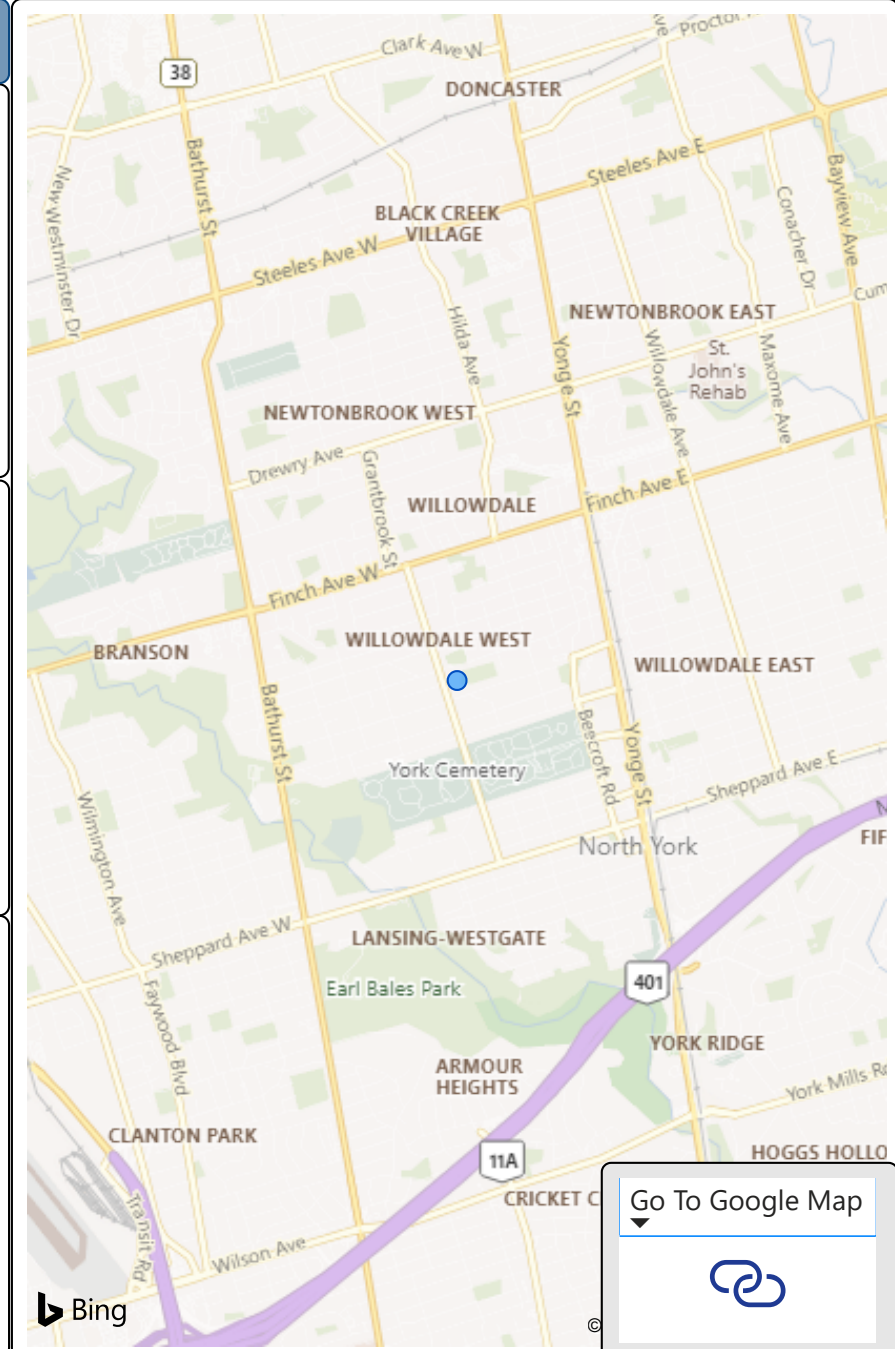 Proctor
Clark Ave W
38
DONCASTER
Steeles Ave E
Bathurst St
New Westminster Dr
Bayview Ave
Conacher Dr
BLACK CREEK
VILLAGE
Steeles Ave W
Cum
NEWTONBROOK EAST
Hilda Ave
Yonge St
Willowdale Ave
St.
John's
Rehab
Maxome Ave
NEWTONBROOK WEST
Drewry Ave
Grantbrook St
WILLOWDALE
Finch Ave E
Finch Ave W
WILLOWDALE WEST
BRANSON
WILLOWDALE EAST
Bathurst St
Beecroft Rd
Yonge St
York Cemetery
Sheppard Ave E
Wilmington Ave
North York
FIF
Sheppard Ave W
LANSING-WESTGATE
Earl Bales Park
401
Faywood Blvd
YORK RIDGE
ARMOUR
HEIGHTS
York Mills R
CLANTON PARK
11A
HOGGS HOLLO
CRICKET C
Go To Google Map
Transit Rd
Wilson Ave
Bing
©